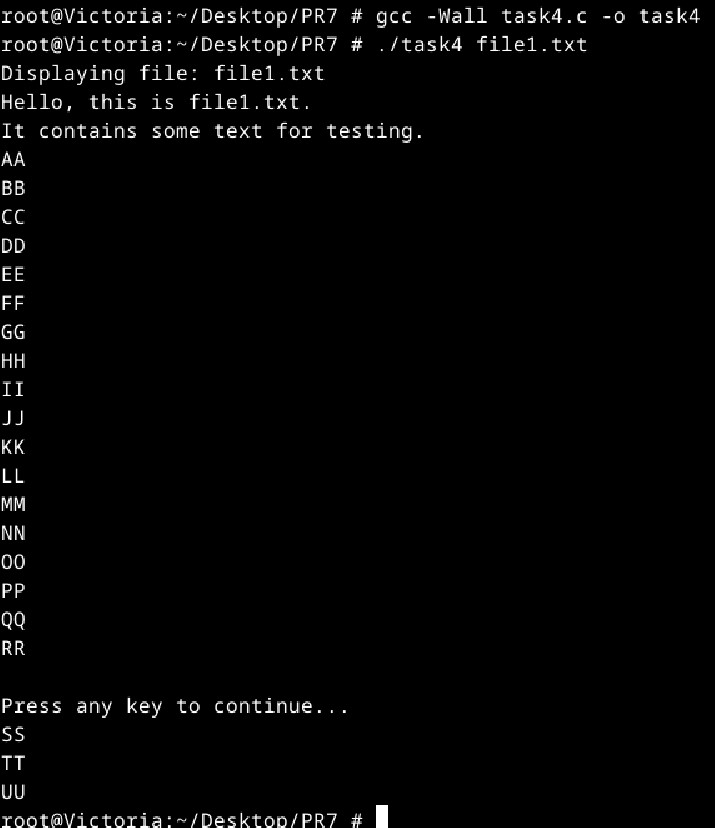 root@Victoria:~/Desktop/PR7 # gcc -Wall task4.c -o task4
root@Victoria:~/Desktop/PR7 # ./task4 file1.txt
Displaying file: file1.txt
Hello, this is file1.txt.
It contains some text for testing.
AA
BB
CC
DD
EE
FF
GG
HH
II
JJ
KK
LL
MM
NN
OO
PP
QQ
RR
Press any key to continue...
SS
TT
UU
root@Victoria:~/Desktop/PR7 #